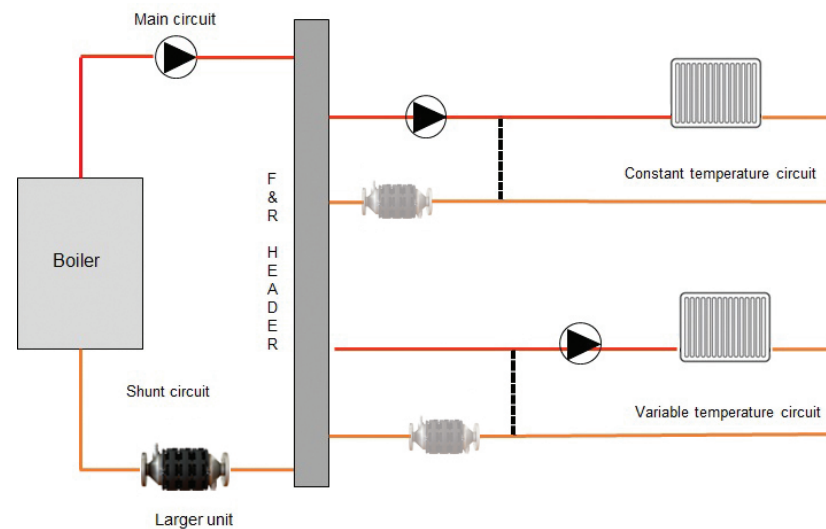 Main circuit
F
&
R
H
E
A
D
E
R
Constant temperature circuit
Boiler
Shunt circuit
Variable temperature circuit
Larger unit